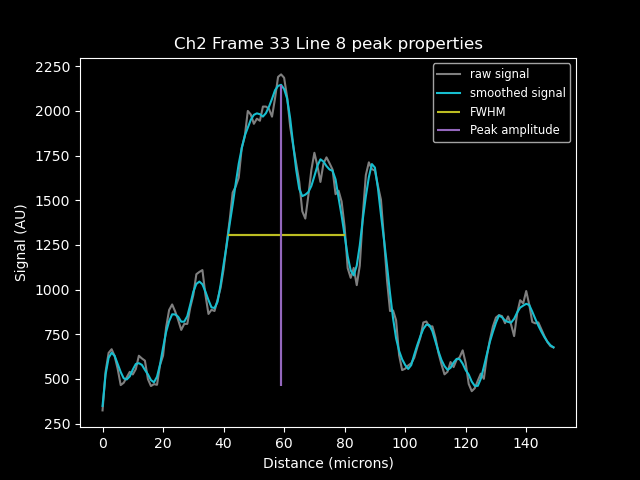 Ch2 Frame 33 Line 8 peak properties
raw signal
smoothed signal
FWHM
Peak amplitude
Signal (AU)
2250
2000
1750
1500
1250
1000
750
500
250
0 20 40 60 80 100 120 140
Distance (microns)